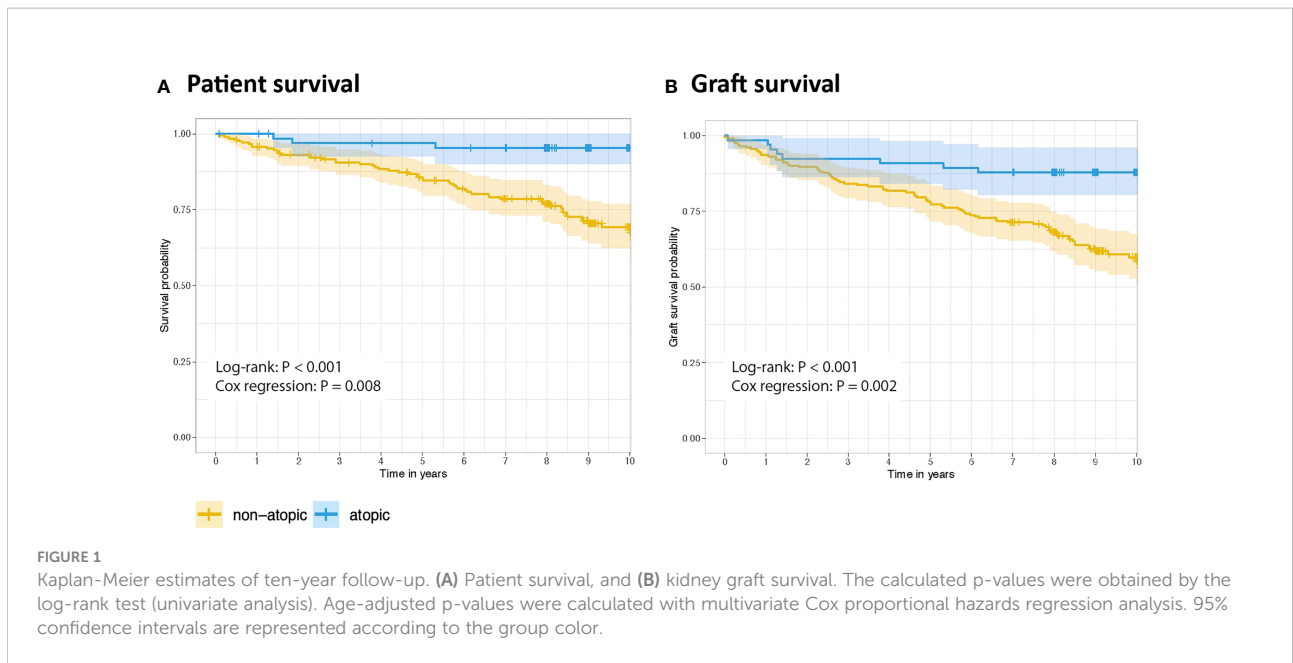 A Patient survival
1.00
0.75
0.50
0.25
0.00
Survival probability
Log-rank: P < 0.001
Cox regression: P = 0.008
0 1 2 3 4 5 6 7 8 9 10
Time in years
B Graft survival
1.00
0.75
0.50
0.25
0.00
Graft survival probability
Log-rank: P < 0.001
Cox regression: P = 0.002
0 1 2 3 4 5 6 7 8 9 10
Time in years
non-atopic atopic
FIGURE 1
Kaplan-Meier estimates of ten-year follow-up. (A) Patient survival, and (B) kidney graft survival. The calculated p-values were obtained by the
log-rank test (univariate analysis). Age-adjusted p-values were calculated with multivariate Cox proportional hazards regression analysis. 95%
confidence intervals are represented according to the group color.